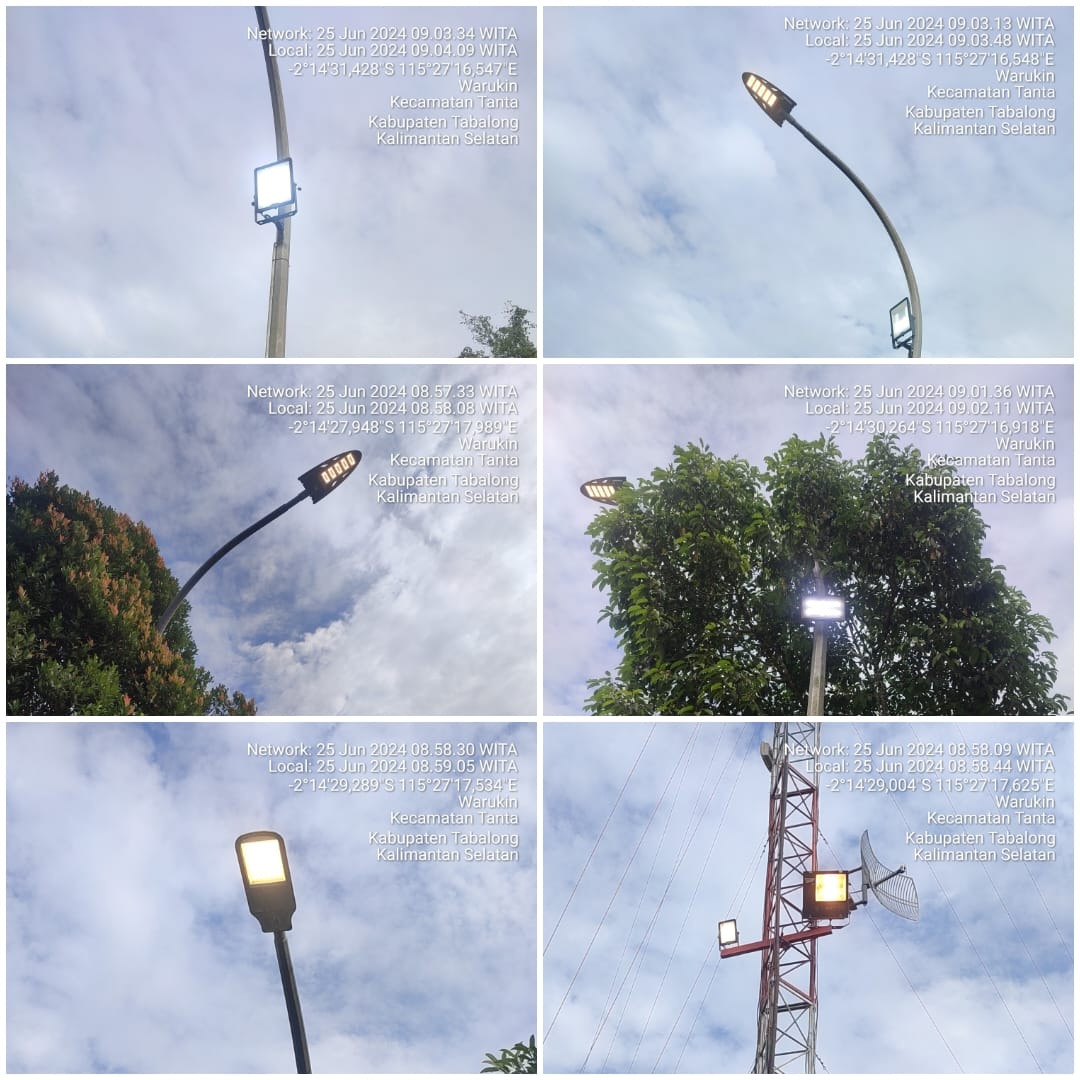 Network: 25 Jun 2024 09.03.34 WITA
Local: 25 Jun 2024 09.04.09 WITA
-2°14'31,428"S 115°27'16,547"E
Warukin
Kecamatan Tanta
Kabupaten Tabalong
Kalimantan Selatan
Network: 25 Jun 2024 09.03.13 WITA
Local: 25 Jun 2024 09.03.48 WITA
-2°14'31,428"S 115°27'16,548"E
Warukin
Kecamatan Tanta
Kabupaten Tabalong
Kalimantan Selatan
Network: 25 Jun 2024 08.57.33 WITA
Local: 25 Jun 2024 08.58.08 WITA
-2°14'27,948"S 115°27'17,989"E
Warukin
Kecamatan Tanta
Kabupaten Tabalong
Kalimantan Selatan
Network: 25 Jun 2024 09.01.36 WITA
Local: 25 Jun 2024 09.02.11 WITA
-2°14'30,264"S 115°27'16,918"E
Warukin
Kecamatan Tanta
Kabupaten Tabalong
Kalimantan Selatan
Network: 25 Jun 2024 08.58.30 WITA
Local: 25 Jun 2024 08.59.05 WITA
-2°14'29,289"S 115°27'17,534"E
Warukin
Kecamatan Tanta
Kabupaten Tabalong
Kalimantan Selatan
Network: 25 Jun 2024 08.58.09 WITA
Local: 25 Jun 2024 08.58.44 WITA
-2°14'29,004"S 115°27'17,625"E
Warukin
Kecamatan Tanta
Kabupaten Tabalong
Kalimantan Selatan